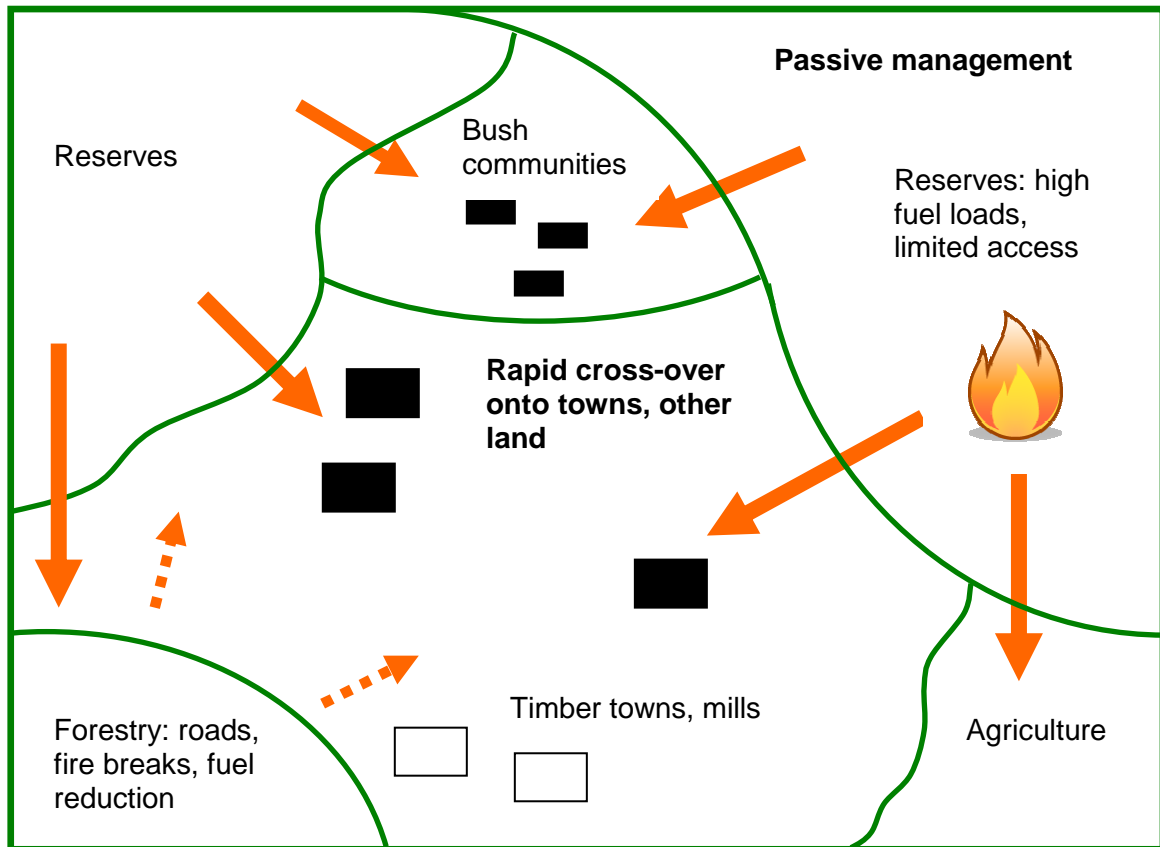 Passive management
Reserves
Bush
communities
Reserves: high
fuel loads,
limited access
Rapid cross-over
onto towns, other
land
Timber towns, mills
Forestry: roads,
fire breaks, fuel
reduction
Agriculture